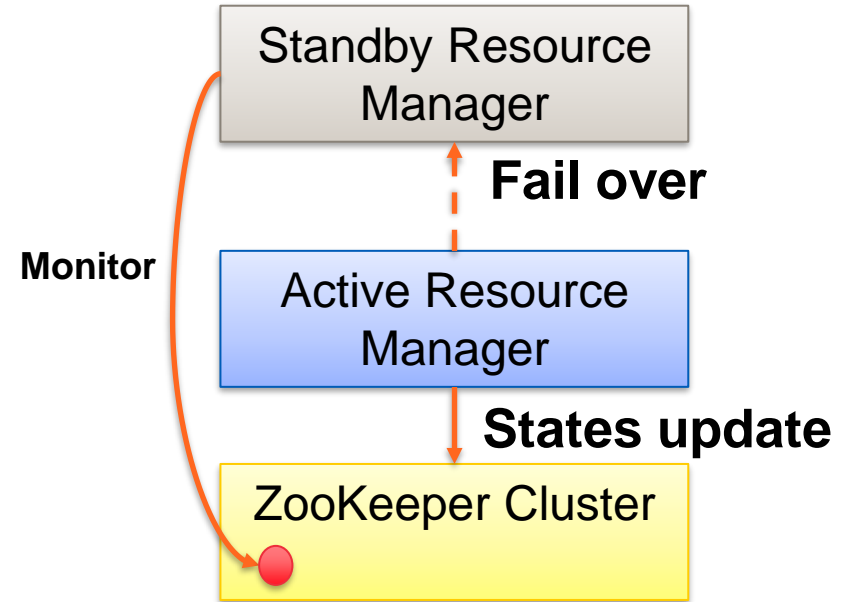 Standby Resource
Manager
Fail over
Monitor
Active Resource
Manager
States update
ZooKeeper Cluster